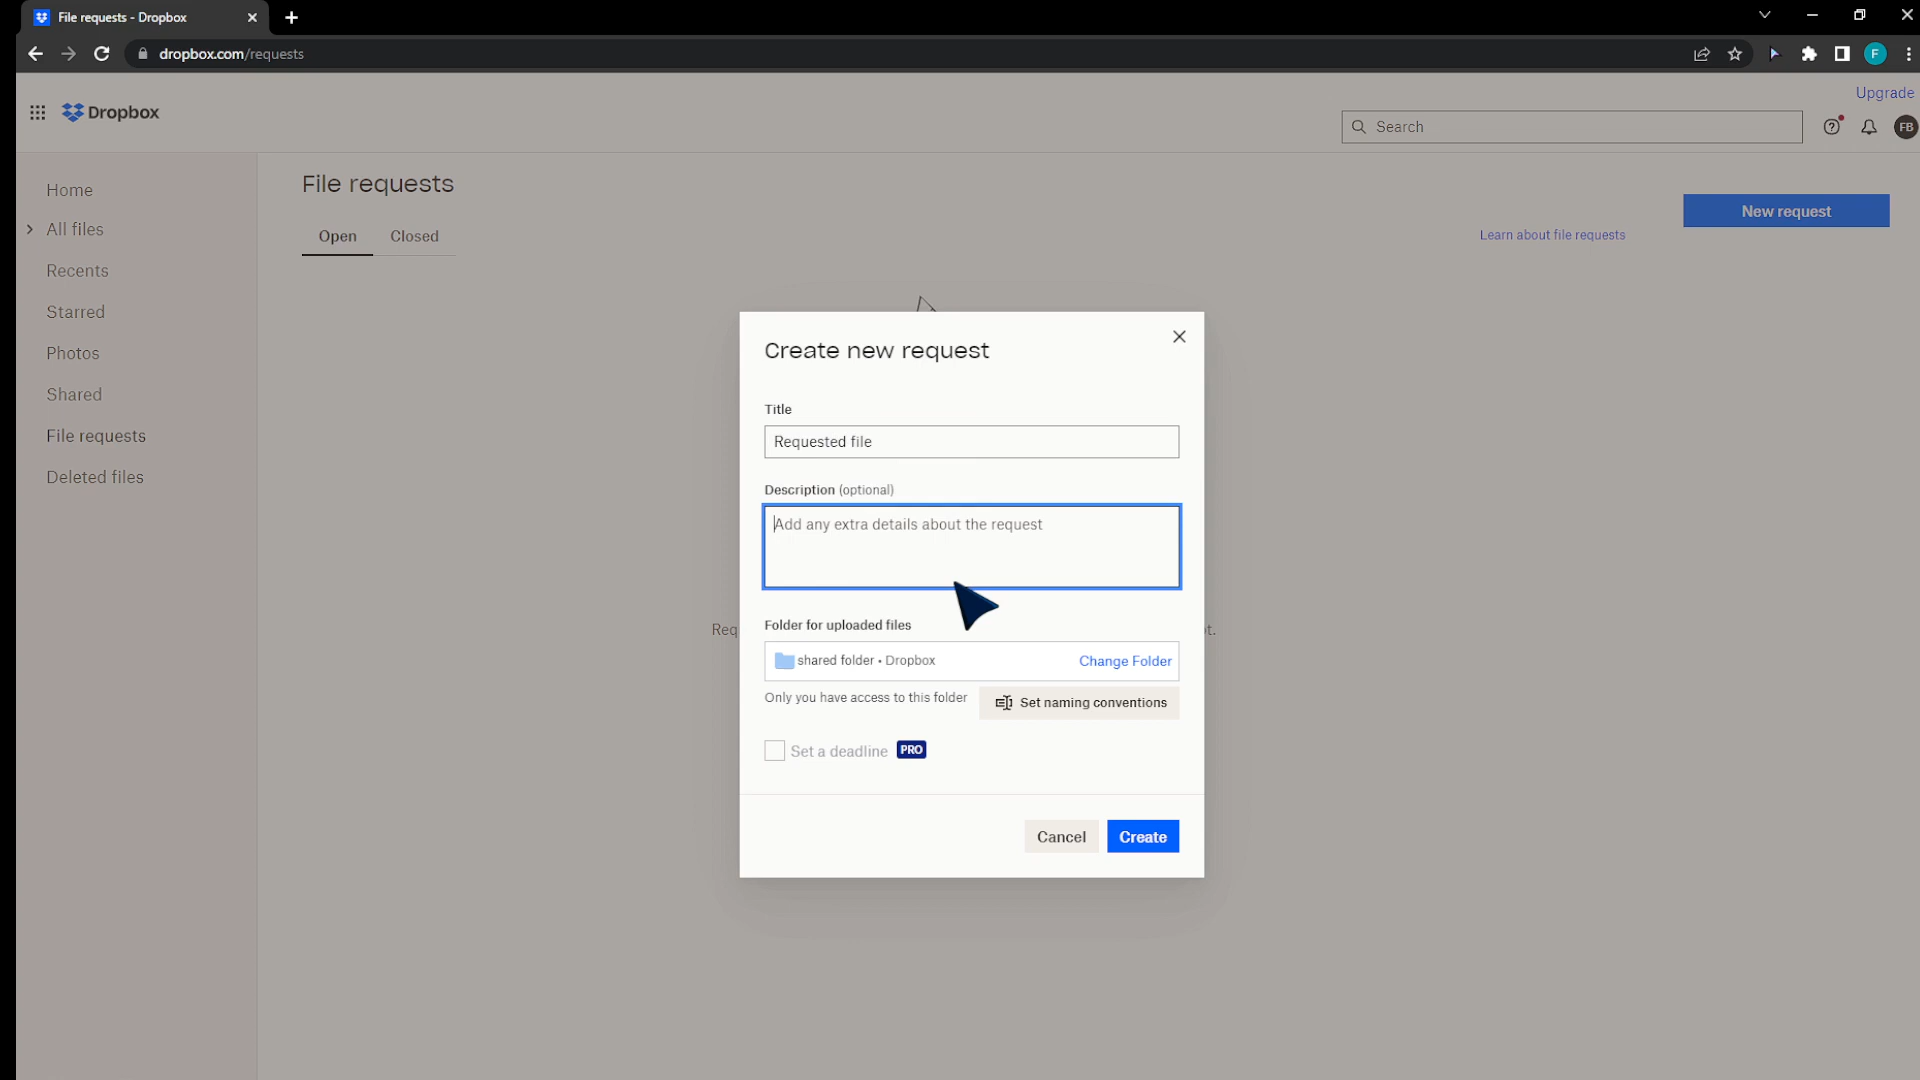 File requests - Dropbox
dropbox.com/requests
F
Upgrade
Dropbox
Search
FB
Home
All files
Recents
Starred
Photos
Shared
File requests
Deleted files
File requests
Open
Closed
Learn about file requests
New request
Req
t.
Create new request
Title
Requested file
Description (optional)
Add any extra details about the request
Folder for uploaded files
shared folder • Dropbox
Change Folder
Only you have access to this folder
Set naming conventions
Set a deadline PRO
Cancel
Create